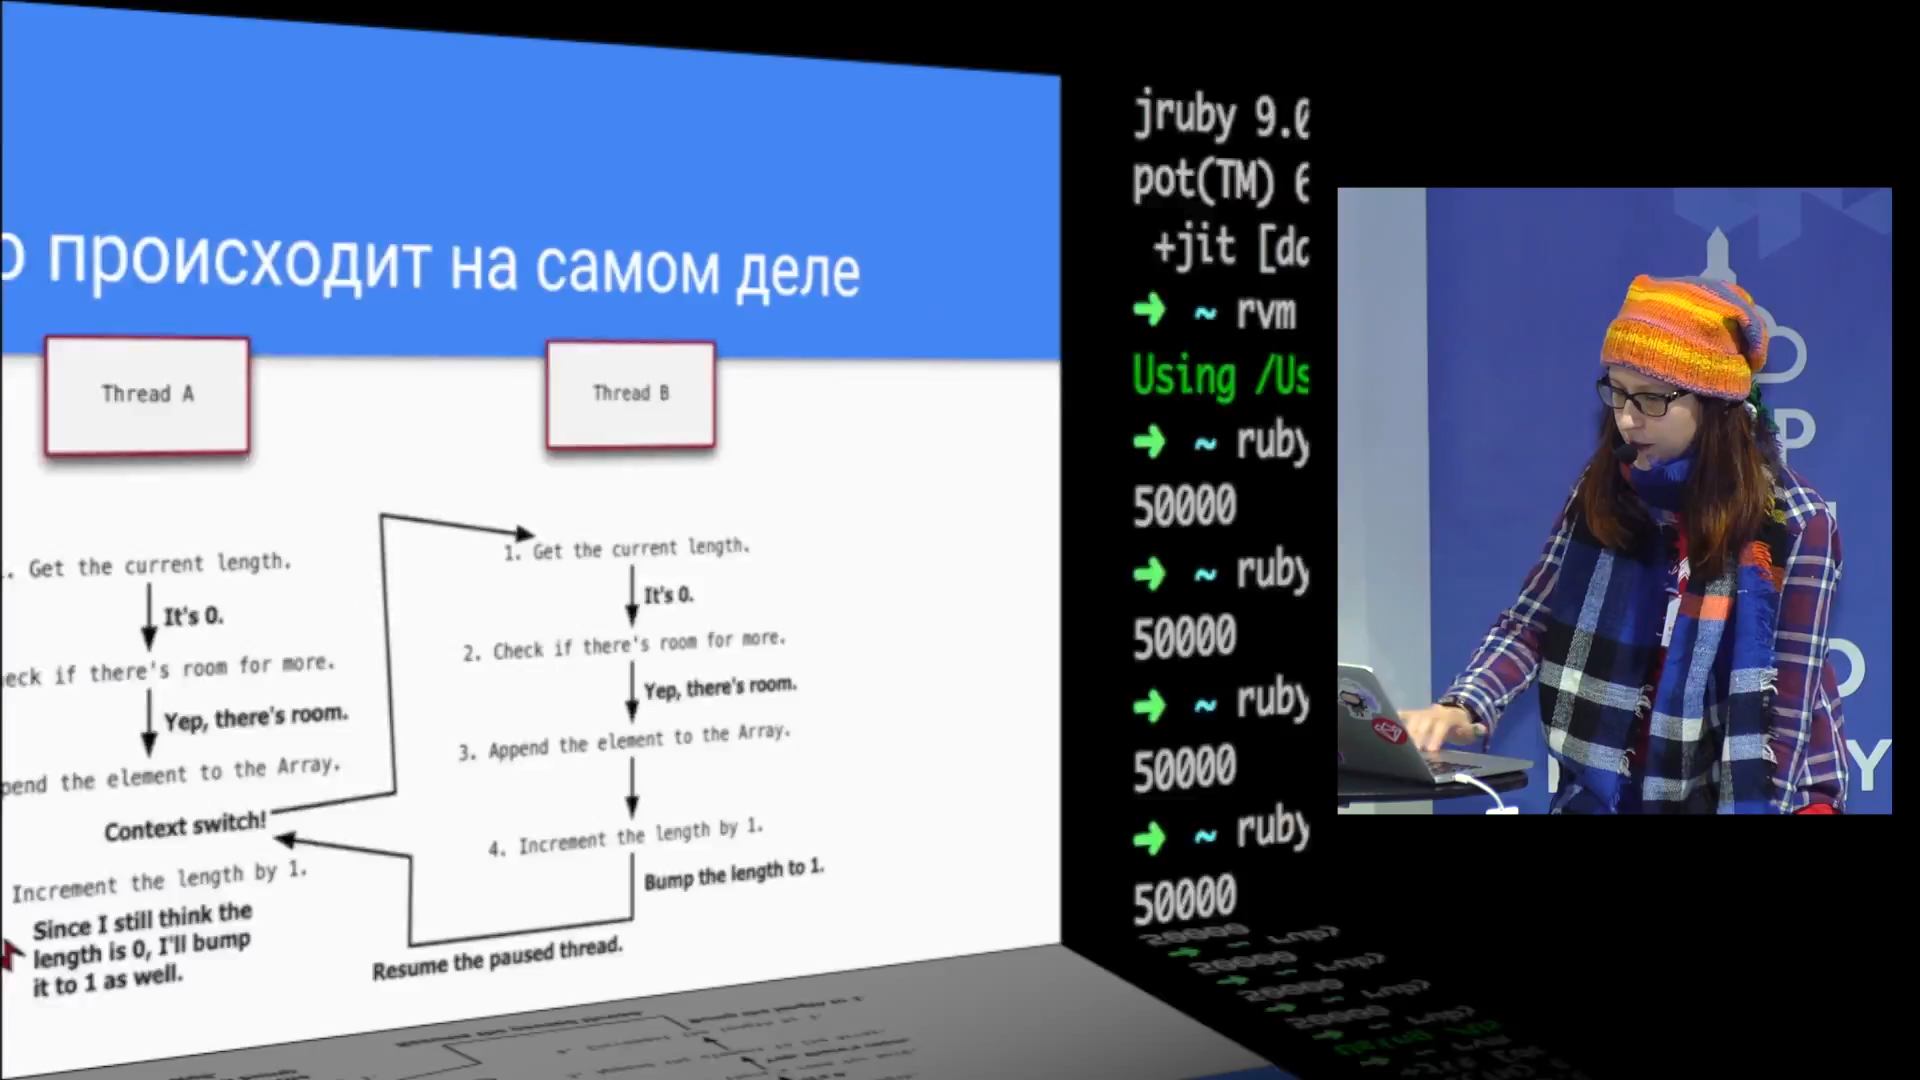 о происходит на самом деле
Thread A
. Get the current length.
It's 0.
eck if there's room for more.
Yep, there's room.
pend the element to the Array.
Context switch!
Increment the length by 1.
Since I still think the
length is 0, I'll bump
it to 1 as well.
Thread B
1. Get the current length.
It's 0.
2. Check if there's room for more.
Yep, there's room.
3. Append the element to the Array.
4. Increment the length by 1.
Bump the length to 1.
Resume the paused thread.
jruby 9.0
pot(TM) 6
+jit [da
➜ ~ rvm
Using /Us
➜ ~ ruby
50000
➜ ~ ruby
50000
➜ ~ ruby
50000
➜ ~ ruby
50000